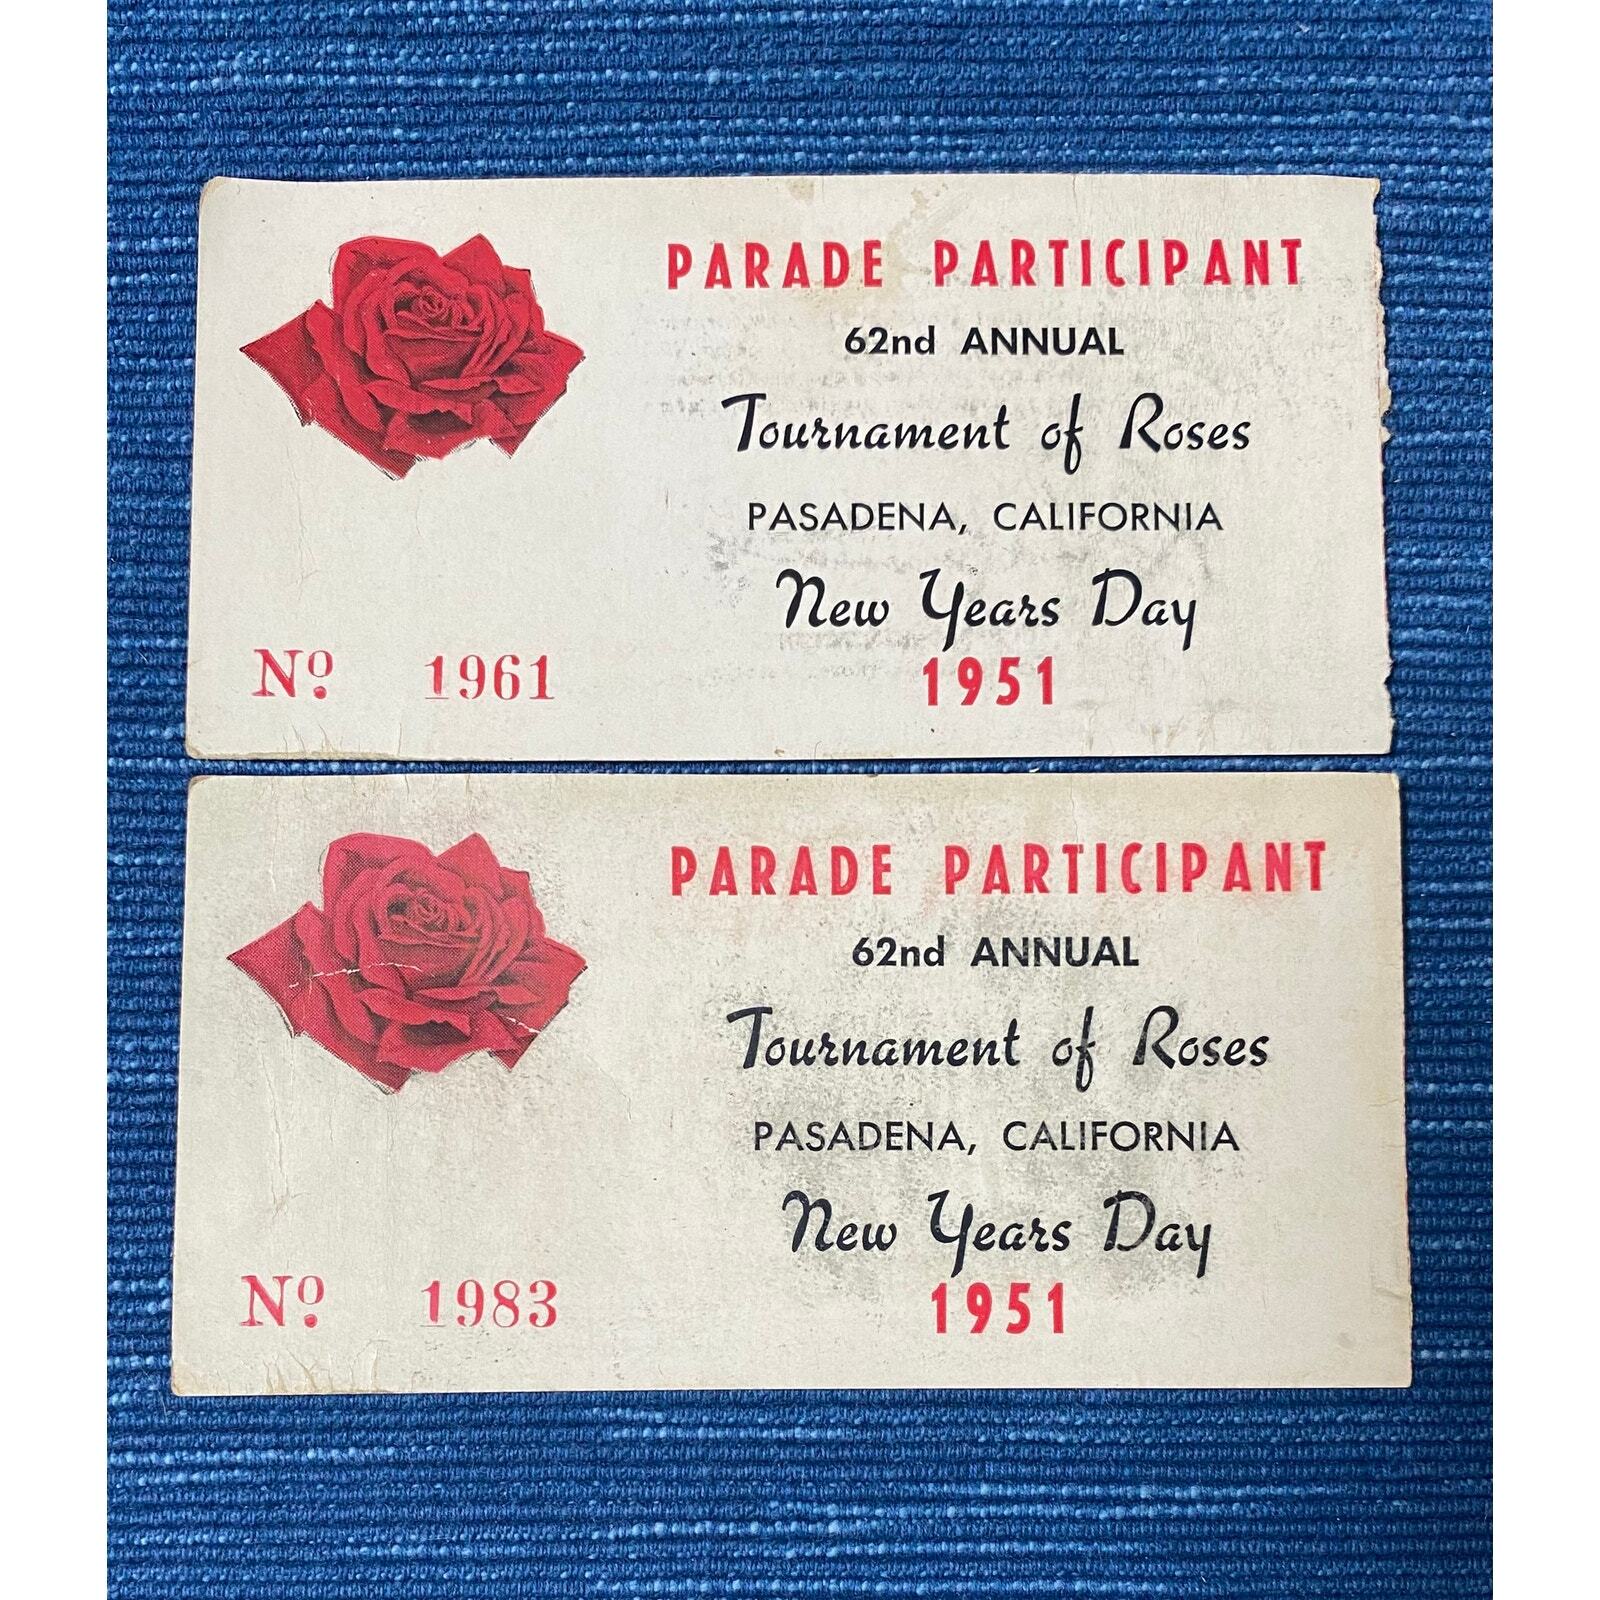 PARADE PARTICIPANT
62nd ANNUAL
Tournament of Roses
PASADENA, CALIFORNIA
New Years Day
1951
Nº 1961
PARADE PARTICIPANT
62nd ANNUAL
Tournament of Roses
PASADENA, CALIFORNIA
New Years Day
1951
Nº 1983